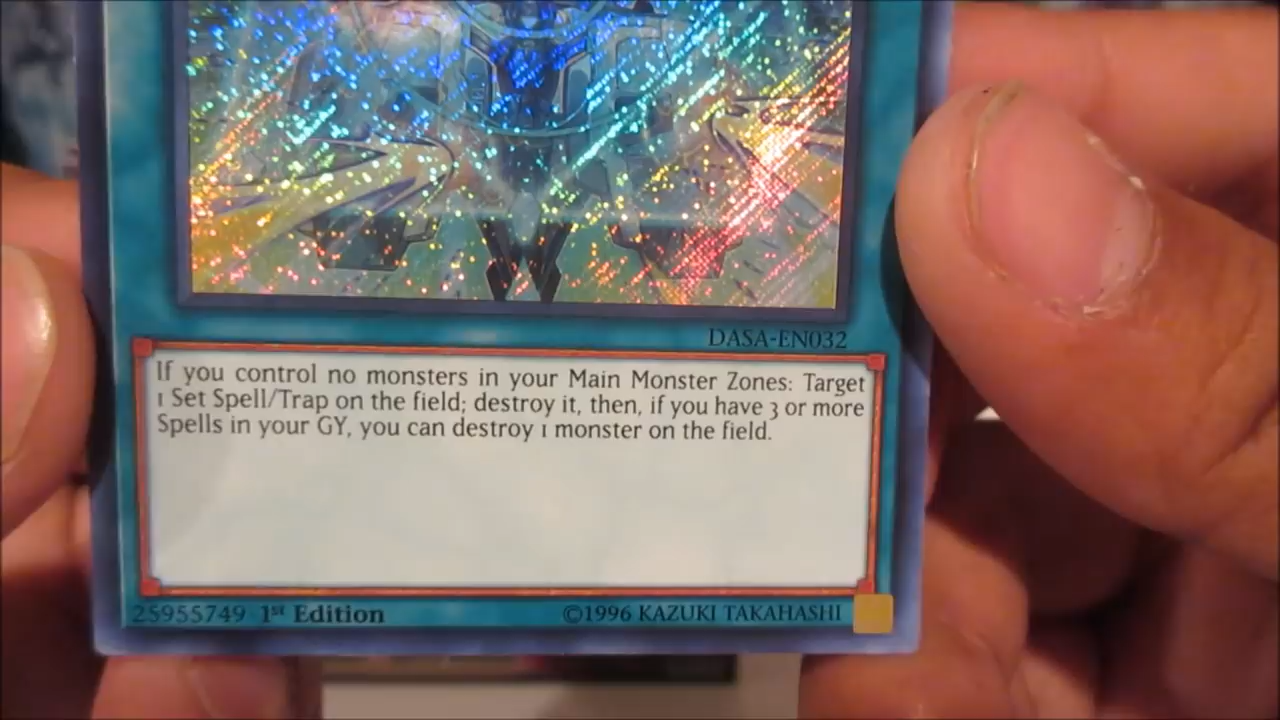 DASA-EN032
If you control no monsters in your Main Monster Zones: Target
1 Set Spell/Trap on the field; destroy it, then, if you have 3 or more
Spells in your GY, you can destroy 1 monster on the field.
25955749 1st Edition ©1996 KAZUKI TAKAHASHI